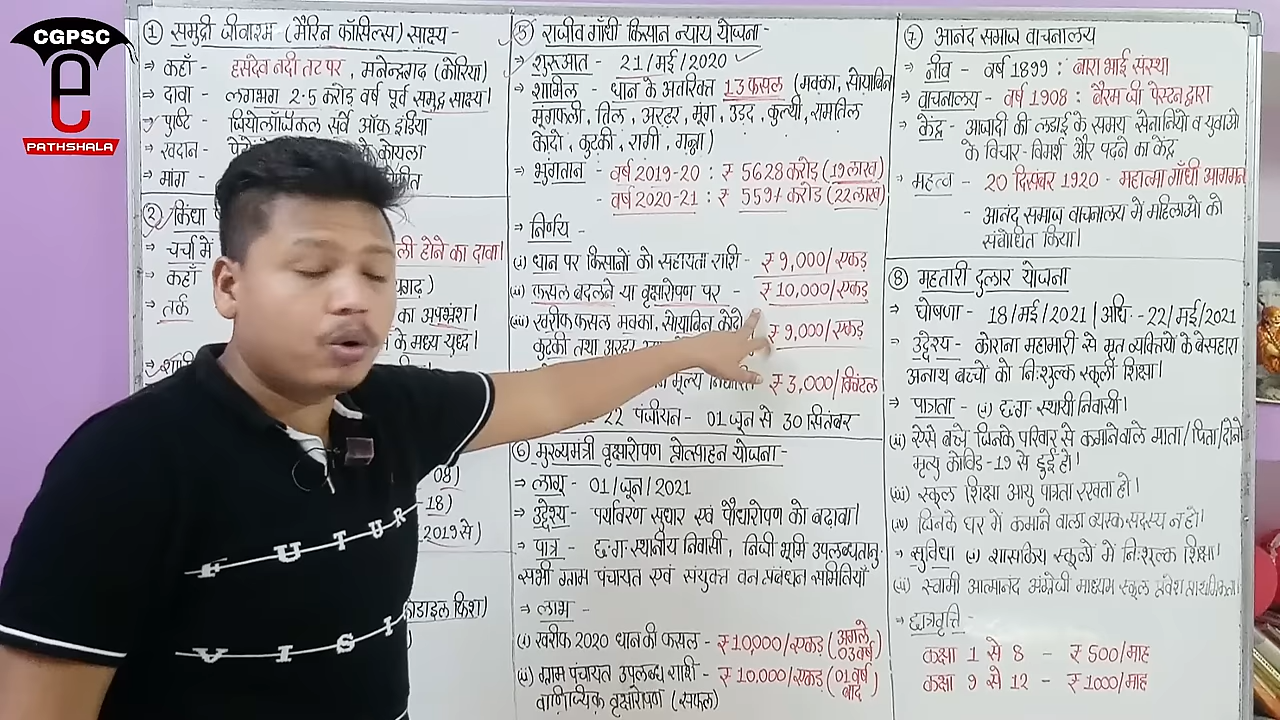 CGPSC
PATHSHALA
① समुद्री जीवाश्म (मैरिन फॉसिल्स) साक्ष्य -
⇒ कहाँ - हसदेव नदी तट पर, मनेन्द्रगढ़ (कोरिया)
⇒ दावा - लगभग 2.5 करोड़ वर्ष पूर्व समुद्र साक्ष्य।
⇒ पुष्टि - जियोलॉजिकल सर्वे ऑफ इंडिया
⇒ खदान - कोयला
⇒ मांग -
② किंधा
⇒ चर्चा में ली होने का दावा।
⇒ कहाँ
⇒ तर्क का अपभ्रंश।
के मध्य युद्ध।
08)
-18)
2019 से)
FUTUR
VISI
⑤ राजीव गाँधी किसान न्याय योजना -
⇒ शुरूआत - 21/मई/2020
⇒ शामिल - धान के अतिरिक्त 13 फसल (मक्का, सोयाबिन
मूंगफली, तिल, अरहर, मूंग, उड़द, कुल्थी, रामतिल
कोदो, कुटकी, रागी, गन्ना)
⇒ भुगतान - वर्ष 2019-20 : ₹ 5628 करोड़ (19 लाख)
- वर्ष 2020-21 : ₹ 5597 करोड़ (22 लाख)
⇒ निर्णय -
(i) धान पर किसानों को सहायता राशि - ₹ 9,000/एकड़
(ii) फसल बदलने या वृक्षारोपण पर - ₹ 10,000/एकड़
(iii) खरीफ फसल मक्का, सोयाबिन कोदो
कुटकी तथा अरहर ₹ 9,000/एकड़
मूल्य ₹ 3,000/क्विंटल
22 पंजीयन - 01 जून से 30 सितंबर
⑥ मुख्यमंत्री वृक्षारोपण प्रोत्साहन योजना -
⇒ लागू - 01/जून/2021
⇒ उद्देश्य - पर्यावरण सुधार एवं पौधारोपण को बढ़ावा।
⇒ पात्र - छ.ग. स्थानीय निवासी, निजी भूमि उपलब्धतानु.
सभी ग्राम पंचायत एवं संयुक्त वन प्रबंधन समितियाँ
⇒ लाभ -
(i) खरीफ 2020 धान की फसल - ₹ 10,000/एकड़ (अगले 03 वर्ष)
(ii) ग्राम पंचायत उपलब्ध राशि - ₹ 10,000/एकड़ (01 वर्ष बाद)
वाणिज्यिक वृक्षारोपण (सफल)
⑦ आनंद समाज वाचनालय
⇒ नींव - वर्ष 1899 : बारा भाई संस्था
⇒ वाचनालय - वर्ष 1908 : बैरम जी पेस्टन द्वारा
⇒ केंद्र - आजादी की लड़ाई के समय सेनानियों व युवाओ
के विचार-विमर्श और पढ़ने का केंद्र
⇒ महत्व - 20 दिसम्बर 1920 - महात्मा गाँधी आगमन
- आनंद समाज वाचनालय में महिलाओं को
संबोधित किया।
⑧ महतारी दुलार योजना
⇒ घोषणा - 18/मई/2021 | अधि. - 22/मई/2021
⇒ उद्देश्य - कोरोना महामारी से मृत व्यक्तियों के बेसहारा
अनाथ बच्चों को निःशुल्क स्कूली शिक्षा।
⇒ पात्रता - (i) छ.ग. स्थायी निवासी।
(ii) ऐसे बच्चे जिनके परिवार से कमाने वाले माता/पिता/दोनो
मृत्यु कोविड-19 से हुई हो।
(iii) स्कूल शिक्षा आयु पात्रता रखता हो।
(iv) जिनके घर में कमाने वाला व्यस्क सदस्य न हो।
⇒ सुविधा (i) शासकीय स्कूलों में निःशुल्क शिक्षा।
(ii) स्वामी आत्मानंद अंग्रेजी माध्यम स्कूल प्रवेश प्राथमिकता।
⇒ छात्रवृत्ति -
कक्षा 1 से 8 - ₹ 500/माह
कक्षा 9 से 12 - ₹ 1000/माह